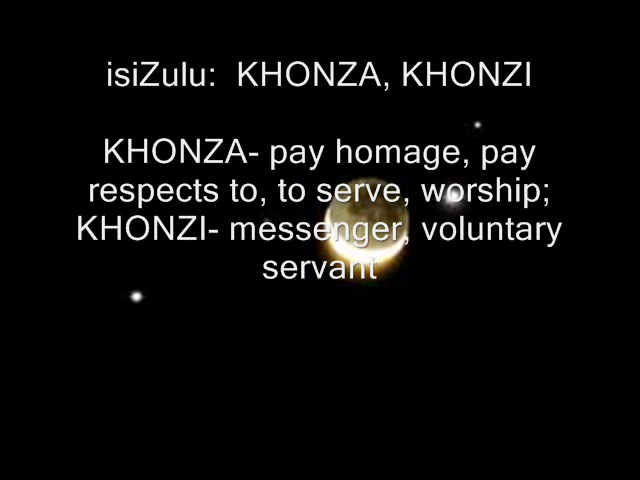 isiZulu:  KHONZA, KHONZI
KHONZA- pay homage, pay
respects to, to serve, worship;
KHONZI- messenger, voluntary
servant